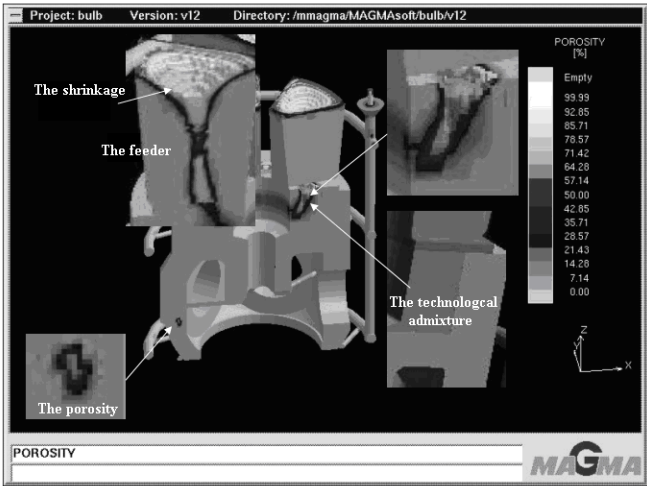 Project: bulb Version: v12 Directory: /mmagma/MAGMAsoft/bulb/v12
POROSITY
[%]
Empty
99.99
92.85
85.71
78.57
71.42
64.28
57.14
50.00
42.85
35.71
28.57
21.43
14.28
7.14
0.00
The shrinkage
The feeder
The technologcal
admixture
The porosity
Z
Y
X
POROSITY
MAGMA